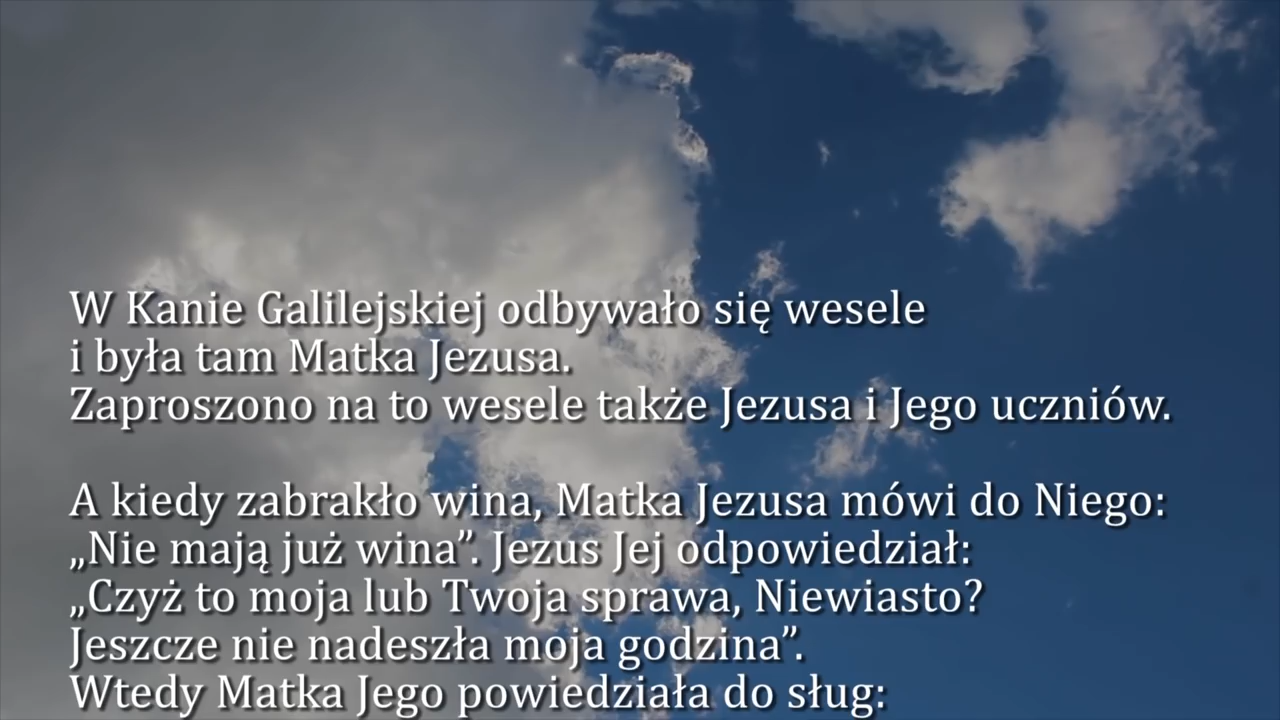 W Kanie Galilejskiej odbywało się wesele
i była tam Matka Jezusa.
Zaproszono na to wesele także Jezusa i Jego uczniów.
A kiedy zabrakło wina, Matka Jezusa mówi do Niego:
„Nie mają już wina”. Jezus Jej odpowiedział:
„Czyż to moja lub Twoja sprawa, Niewiasto?
Jeszcze nie nadeszła moja godzina”.
Wtedy Matka Jego powiedziała do sług: